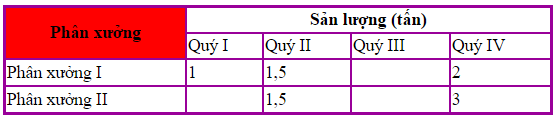 Phân xưởng
Sản lượng (tấn)
Quý I
Quý II
Quý III
Quý IV
Phân xưởng I
1
1,5
2
Phân xưởng II
1,5
3